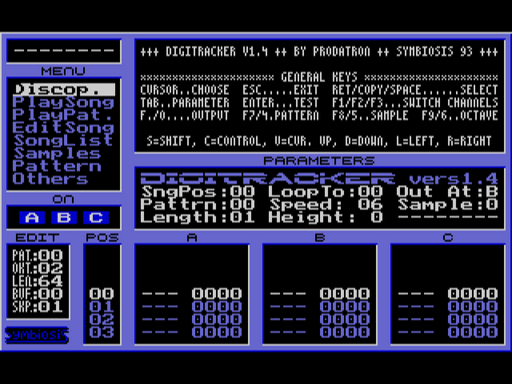 ---------
+++ DIGITRACKER V1.4 ++ BY PRODATRON ++ SYMBIOSIS 93 +++
MENU
xxxxxxxxxxxxxxxxxxxxxx GENERAL KEYS xxxxxxxxxxxxxxxxxxxxxx
CURSOR..CHOOSE ESC.....EXIT RET/COPY/SPACE......SELECT
TAB..PARAMETER ENTER...TEST F1/F2/F3...SWITCH CHANNELS
F./0....OUTPUT F7/4.PATTERN F8/5..SAMPLE F9/6..OCTAVE
S=SHIFT, C=CONTROL, U=CUR. UP, D=DOWN, L=LEFT, R=RIGHT
Discop.
PlaySong
PlayPat.
EditSong
SongList
Samples
Pattern
Others
PARAMETERS
DIGITRACKER vers1.4
SngPos:00 LoopTo:00 Out At:B
Pattrn:00 Speed: 06 Sample:0
Length:01 Height: 0 --------
ON
A B C
EDIT POS A B C
PAT:00
OKT:02
LEN:64
BUF:00
SKP:01
00 --- 0000 --- 0000 --- 0000
01 --- 0000 --- 0000 --- 0000
02 --- 0000 --- 0000 --- 0000
03 --- 0000 --- 0000 --- 0000
symbiosis